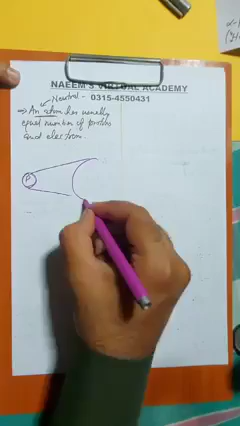 NAEEM'S VIRTUAL ACADEMY
Neutral - 0315-4550431
⇒ An atom has usually
equal number of protons
and electrons.